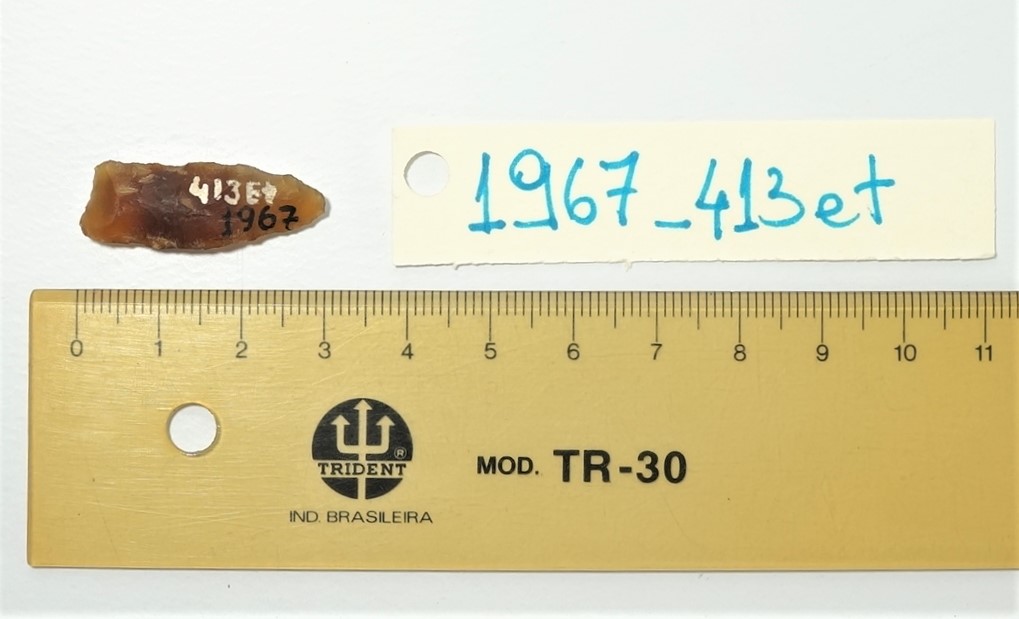 413Et
1967
1967_413et
0 1 2 3 4 5 6 7 8 9 10 11
TRIDENT ®
MOD. TR-30
IND. BRASILEIRA